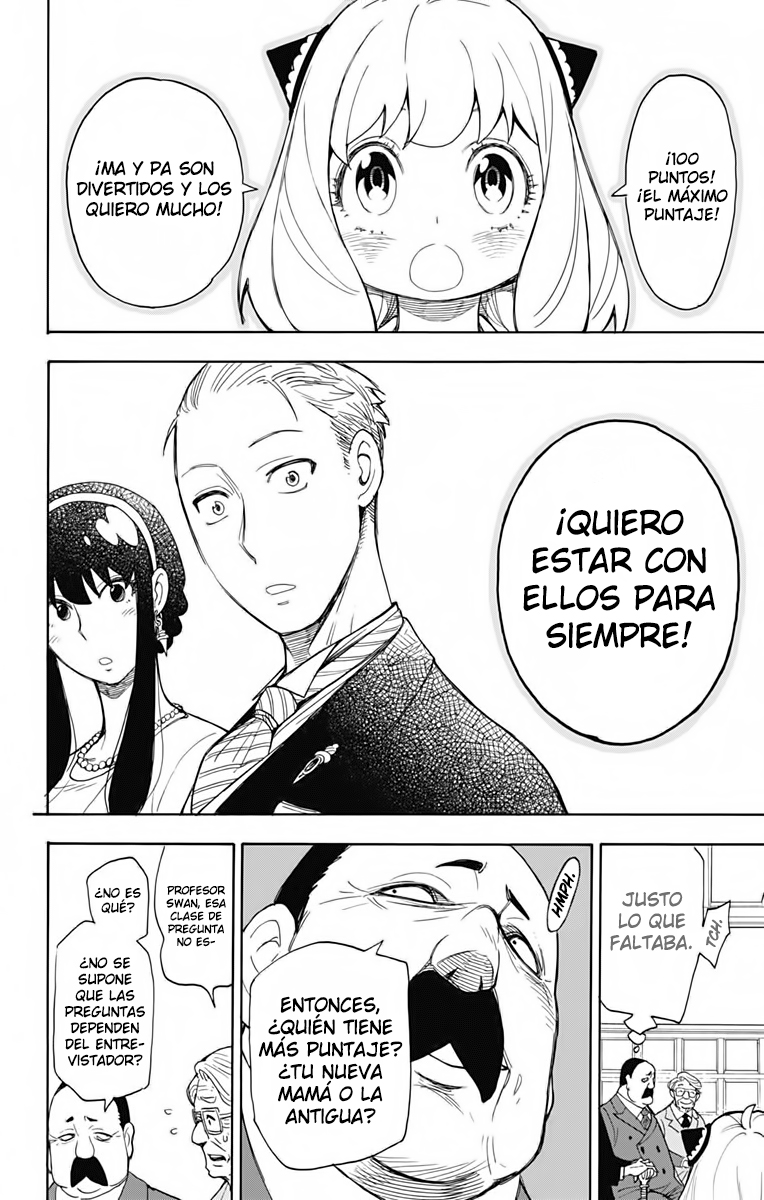 ¡100
PUNTOS!
¡EL MÁXIMO
PUNTAJE!
¡MA Y PA SON
DIVERTIDOS Y LOS
QUIERO MUCHO!
¡QUIERO
ESTAR CON
ELLOS PARA
SIEMPRE!
JUSTO
LO QUE
FALTABA.
TCH.
HMPH.
ENTONCES,
¿QUIÉN TIENE
MÁS PUNTAJE?
¿TU NUEVA
MAMÁ O LA
ANTIGUA?
PROFESOR
SWAN, ESA
CLASE DE
PREGUNTA
NO ES-
¿NO ES
QUÉ?
¿NO SE
SUPONE
QUE LAS
PREGUNTAS
DEPENDEN
DEL ENTRE-
VISTADOR?